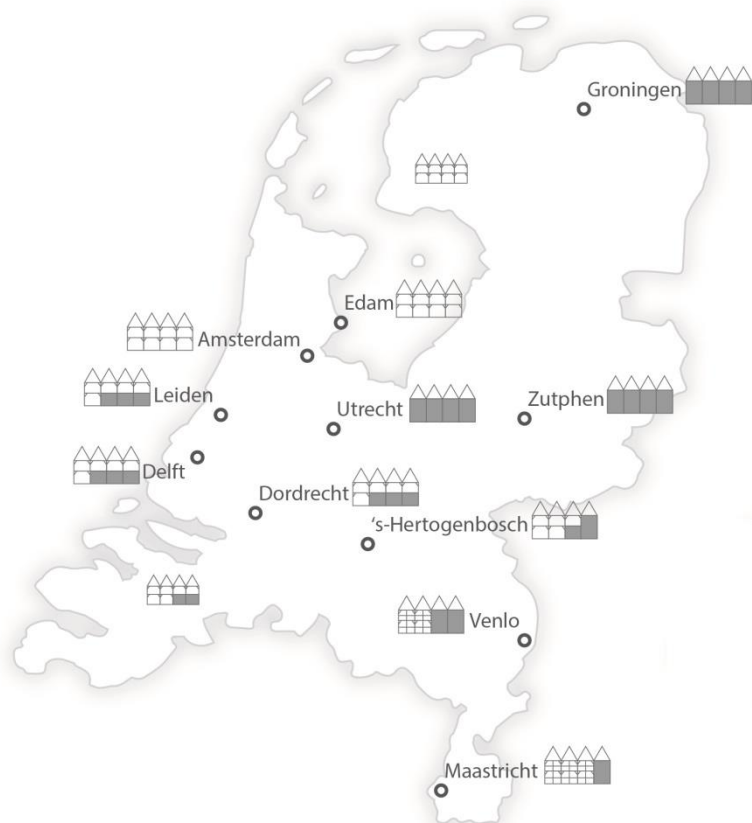 Groningen
Edam
Amsterdam
Leiden
Utrecht
Zutphen
Delft
Dordrecht
's-Hertogenbosch
Venlo
Maastricht